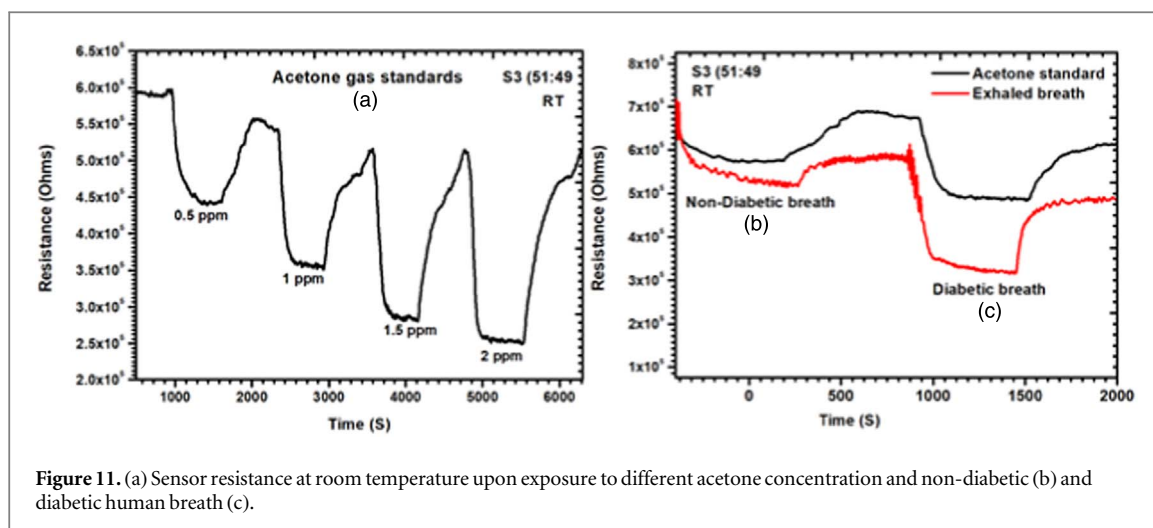 6.5x10⁵
6.0x10⁵
5.5x10⁵
5.0x10⁵
4.5x10⁵
4.0x10⁵
3.5x10⁵
3.0x10⁵
2.5x10⁵
2.0x10⁵
Resistance (Ohms)
Acetone gas standards
(a)
S3 (51:49
RT
0.5 ppm
1 ppm
1.5 ppm
2 ppm
1000 2000 3000 4000 5000 6000
Time (S)
8x10⁵
7x10⁵
6x10⁵
5x10⁵
4x10⁵
3x10⁵
2x10⁵
1x10⁵
Resistance (Ohms)
S3 (51:49
RT
Acetone standard
Exhaled breath
Non-Diabetic breath
(b)
Diabetic breath
(c)
0 500 1000 1500 2000
Time (S)
Figure 11. (a) Sensor resistance at room temperature upon exposure to different acetone concentration and non-diabetic (b) and
diabetic human breath (c).